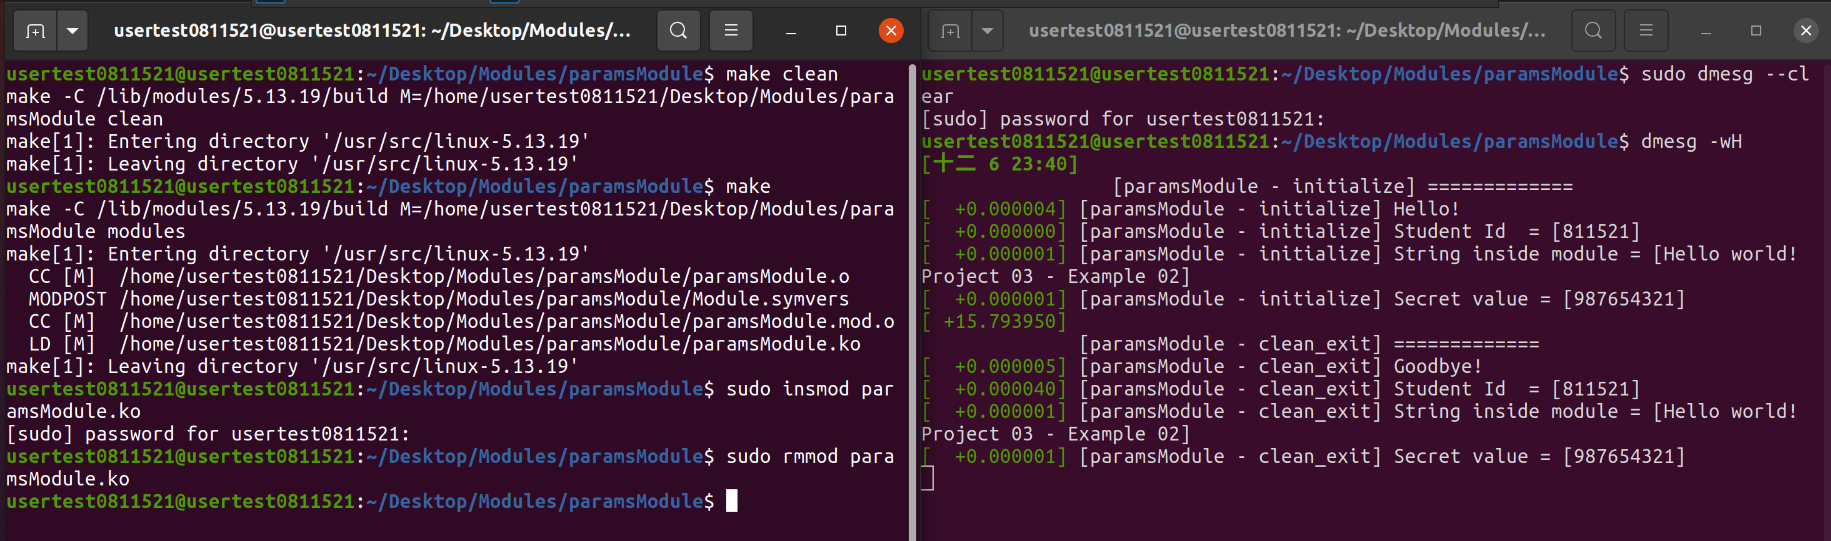 usertest0811521@usertest0811521: ~/Desktop/Modules/...
usertest0811521@usertest0811521:~/Desktop/Modules/paramsModule$ make clean
make -C /lib/modules/5.13.19/build M=/home/usertest0811521/Desktop/Modules/para
msModule clean
make[1]: Entering directory '/usr/src/linux-5.13.19'
make[1]: Leaving directory '/usr/src/linux-5.13.19'
usertest0811521@usertest0811521:~/Desktop/Modules/paramsModule$ make
make -C /lib/modules/5.13.19/build M=/home/usertest0811521/Desktop/Modules/para
msModule modules
make[1]: Entering directory '/usr/src/linux-5.13.19'
  CC [M]  /home/usertest0811521/Desktop/Modules/paramsModule/paramsModule.o
  MODPOST /home/usertest0811521/Desktop/Modules/paramsModule/Module.symvers
  CC [M]  /home/usertest0811521/Desktop/Modules/paramsModule/paramsModule.mod.o
  LD [M]  /home/usertest0811521/Desktop/Modules/paramsModule/paramsModule.ko
make[1]: Leaving directory '/usr/src/linux-5.13.19'
usertest0811521@usertest0811521:~/Desktop/Modules/paramsModule$ sudo insmod par
amsModule.ko
[sudo] password for usertest0811521:
usertest0811521@usertest0811521:~/Desktop/Modules/paramsModule$ sudo rmmod para
msModule.ko
usertest0811521@usertest0811521:~/Desktop/Modules/paramsModule$
usertest0811521@usertest0811521: ~/Desktop/Modules/...
usertest0811521@usertest0811521:~/Desktop/Modules/paramsModule$ sudo dmesg --cl
ear
[sudo] password for usertest0811521:
usertest0811521@usertest0811521:~/Desktop/Modules/paramsModule$ dmesg -wH
[十二 6 23:40]
[paramsModule - initialize] =============
[  +0.000004] [paramsModule - initialize] Hello!
[  +0.000000] [paramsModule - initialize] Student Id  = [811521]
[  +0.000001] [paramsModule - initialize] String inside module = [Hello world!
Project 03 - Example 02]
[  +0.000001] [paramsModule - initialize] Secret value = [987654321]
[ +15.793950]
[paramsModule - clean_exit] =============
[  +0.000005] [paramsModule - clean_exit] Goodbye!
[  +0.000040] [paramsModule - clean_exit] Student Id  = [811521]
[  +0.000001] [paramsModule - clean_exit] String inside module = [Hello world!
Project 03 - Example 02]
[  +0.000001] [paramsModule - clean_exit] Secret value = [987654321]